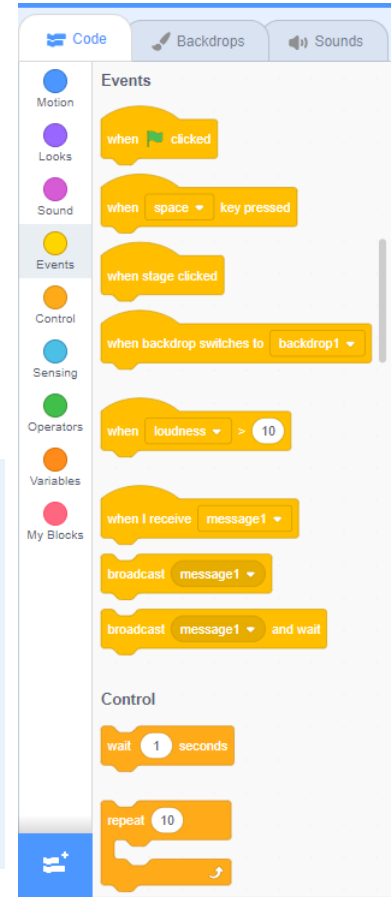 Code
Backdrops
Sounds
Motion
Looks
Sound
Events
Control
Sensing
Operators
Variables
My Blocks
Events
when clicked
when space key pressed
when stage clicked
when backdrop switches to backdrop1
when loudness > 10
when I receive message1
broadcast message1
broadcast message1 and wait
Control
wait 1 seconds
repeat 10